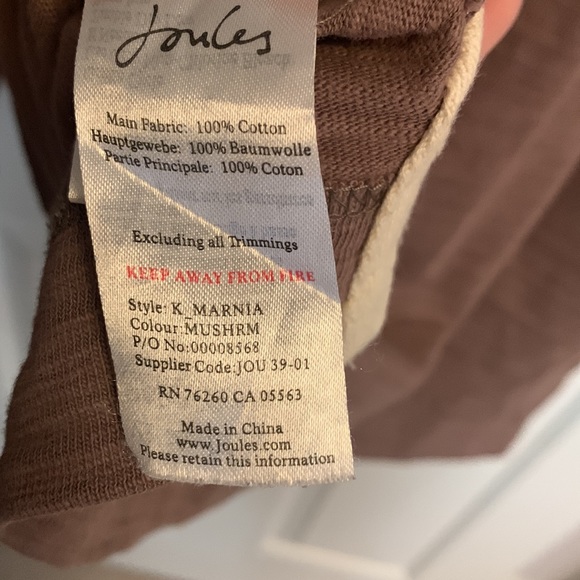 Joules
Main Fabric: 100% Cotton
Hauptgewebe: 100% Baumwolle
Partie Principale: 100% Coton
Excluding all Trimmings
KEEP AWAY FROM FIRE
Style: K_MARNIA
Colour:MUSHRM
P/O No:00008568
Supplier Code:JOU 39-01
RN 76260 CA 05563
Made in China
www.Joules.com
Please retain this information